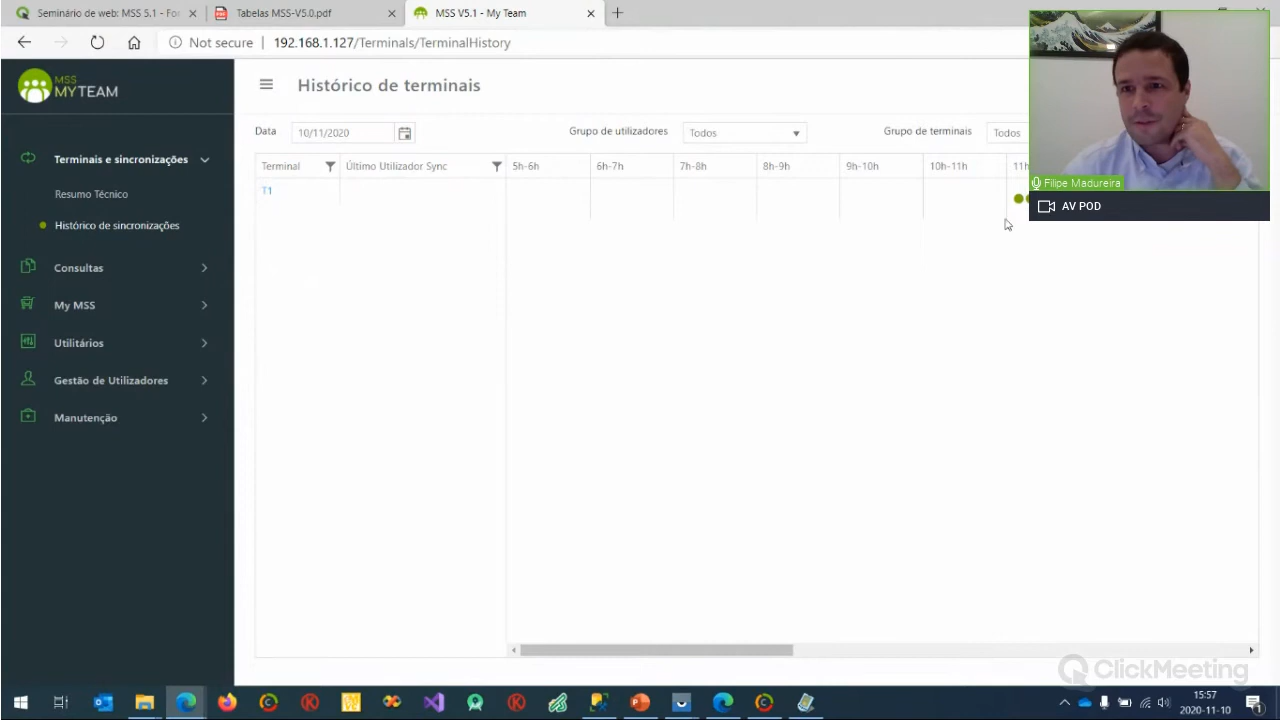 Seminário de web: MSS 5.1 - For
Tabelas MSS-V5.0.pdf
MSS V5.1 - My Team
Not secure
192.168.1.127/Terminals/TerminalHistory
MSS
MYTEAM
Histórico de terminais
Data
10/11/2020
Grupo de utilizadores
Todos
Grupo de terminais
Todos
Terminal
Último Utilizador Sync
5h-6h
6h-7h
7h-8h
8h-9h
9h-10h
10h-11h
11h
T1
Terminais e sincronizações
Resumo Técnico
Histórico de sincronizações
Consultas
My MSS
Utilitários
Gestão de Utilizadores
Manutenção
Filipe Madureira
AV POD
ClickMeeting
15:57
2020-11-10
1